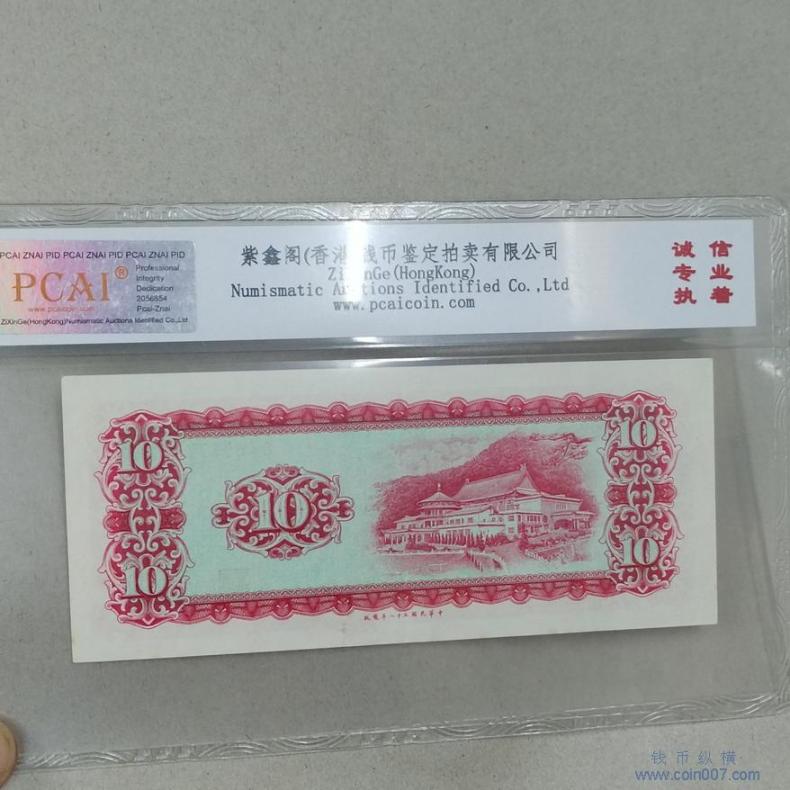 PCAI ZNAI PID PCAI ZNAI PID PCAI ZNAI PID
PCAI®
www.pcaicoin.com
Professional
Integrity
Dedication
2056854
Pcai-Znai
ZiXinGe(HongKong)Numismatic Auctions Identified Co.,Ltd
紫鑫阁(香港)钱币鉴定拍卖有限公司
ZiXinGe(HongKong)
Numismatic Auctions Identified Co.,Ltd
www.pcaicoin.com
诚信
专业
执着
10
10
10
10
10
钱币纵横
www.coin007.com